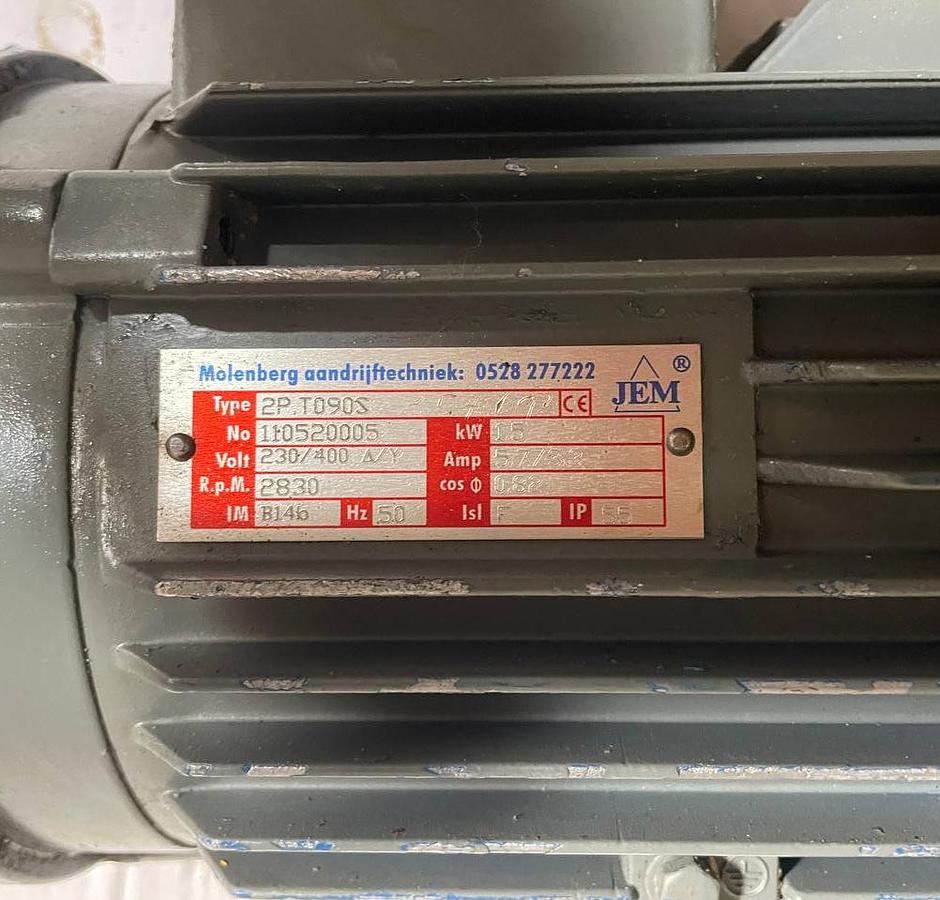 Molenberg aandrijftechniek: 0528 277222
JEM ®
Type 2P.T090S CE
No 110520005 kW 1.5
Volt 230/400 Δ/Y Amp
R.p.M. 2830 cos Φ
IM B14b Hz 50 Isl F IP 55